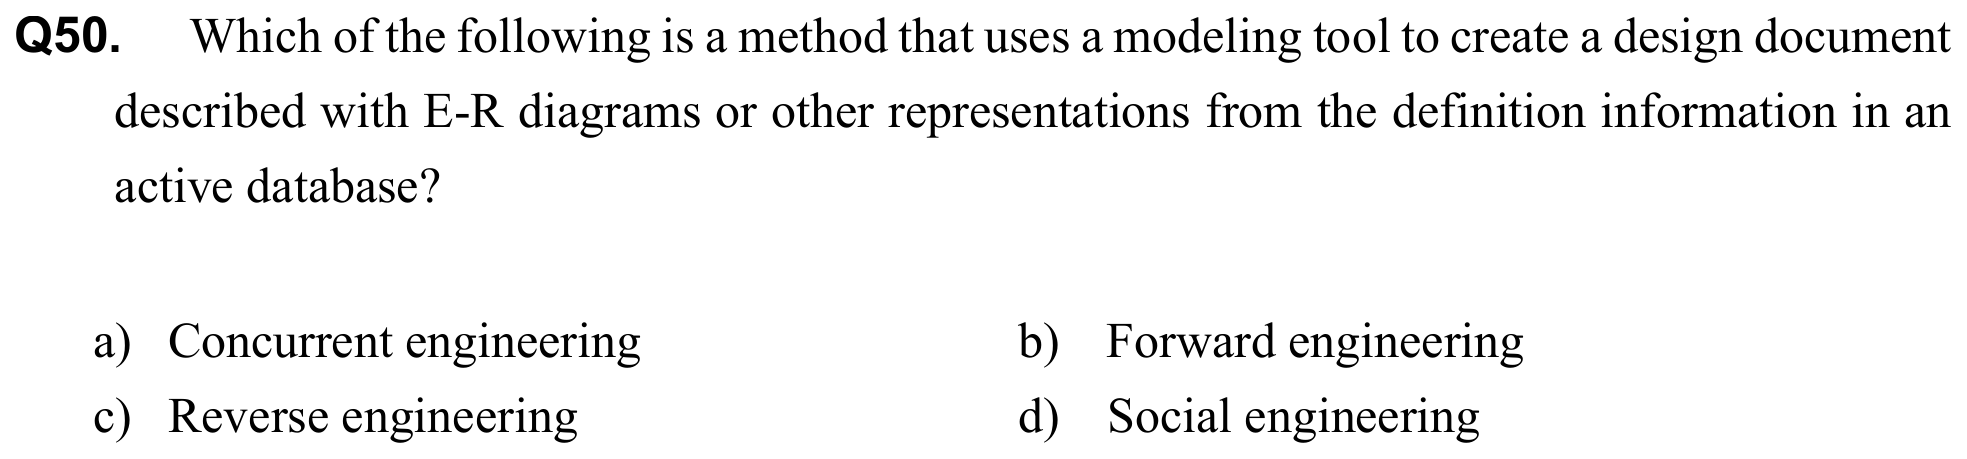 Q50. Which of the following is a method that uses a modeling tool to create a design document
described with E-R diagrams or other representations from the definition information in an
active database?
a) Concurrent engineering b) Forward engineering
c) Reverse engineering d) Social engineering